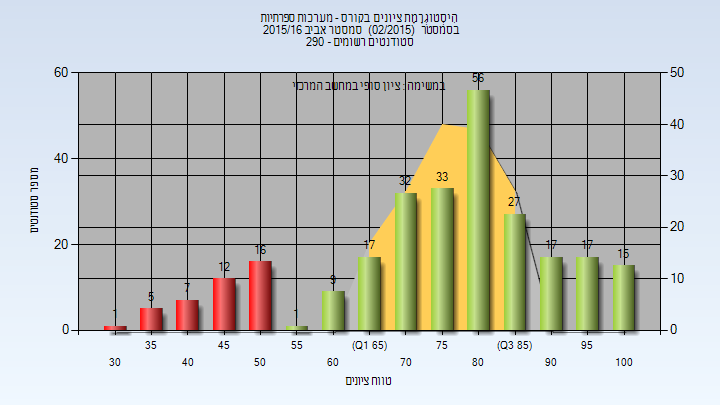 היסטוגרמת ציונים בקורס - מערכות ספרתיות
בסמסטר (02/2015) סמסטר אביב 2015/16
סטודנטים רשומים - 290
במשימה: ציון סופי במחשב המרכזי
60 40 20 0
מספר סטודנטים
50 40 30 20 10 0
1 5 7 12 16 1 9 17 32 33 56 27 17 17 15
35 45 55 (Q1 65) 75 (Q3 85) 95
30 40 50 60 70 80 90 100
טווח ציונים